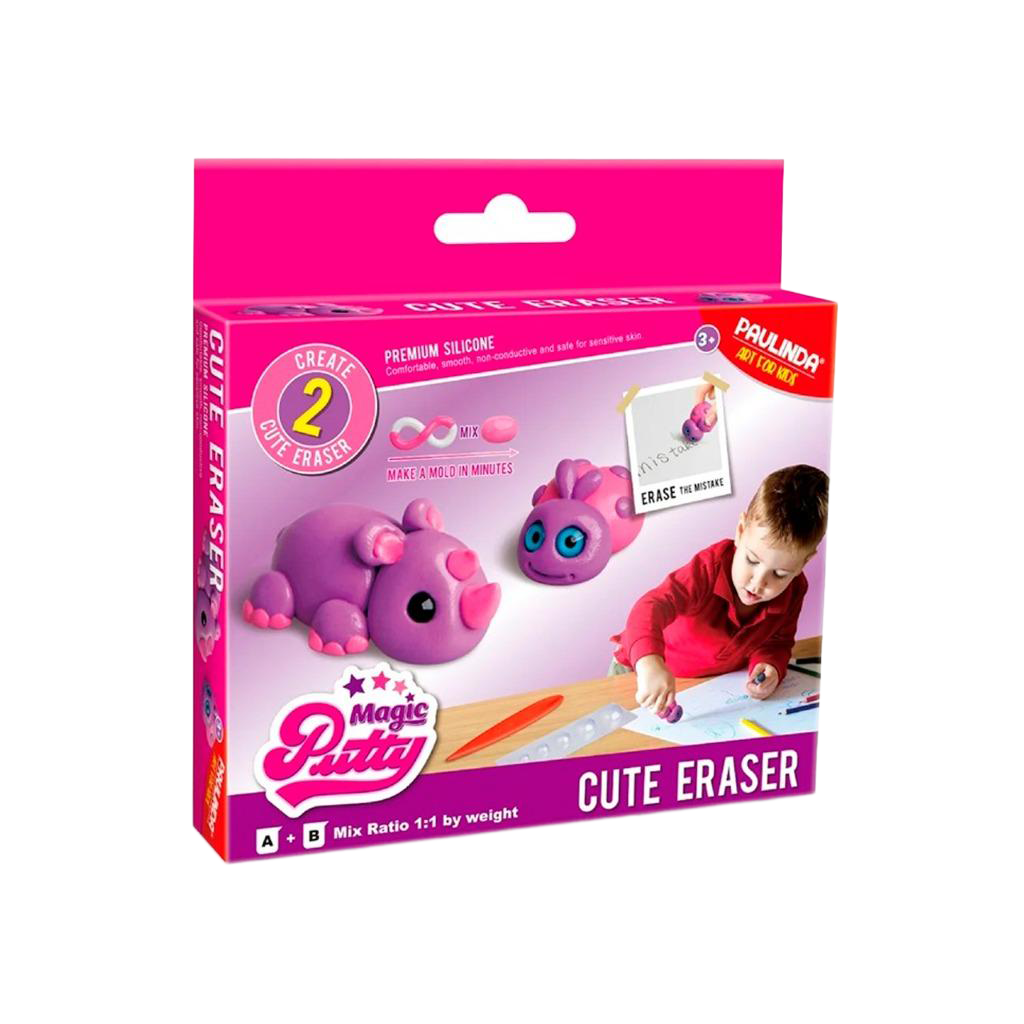 CUTE ERASER
CUTE ERASER
PREMIUM SILICONE
CREATE
2
CUTE ERASER
PREMIUM SILICONE
Comfortable, smooth, non-conductive and safe for sensitive skin.
3+
PAULINDA®
ART FOR KIDS
MIX
MAKE A MOLD IN MINUTES
mistake
ERASE THE MISTAKE
Magic
Putty
CUTE ERASER
A + B Mix Ratio 1:1 by weight
PAULINDA